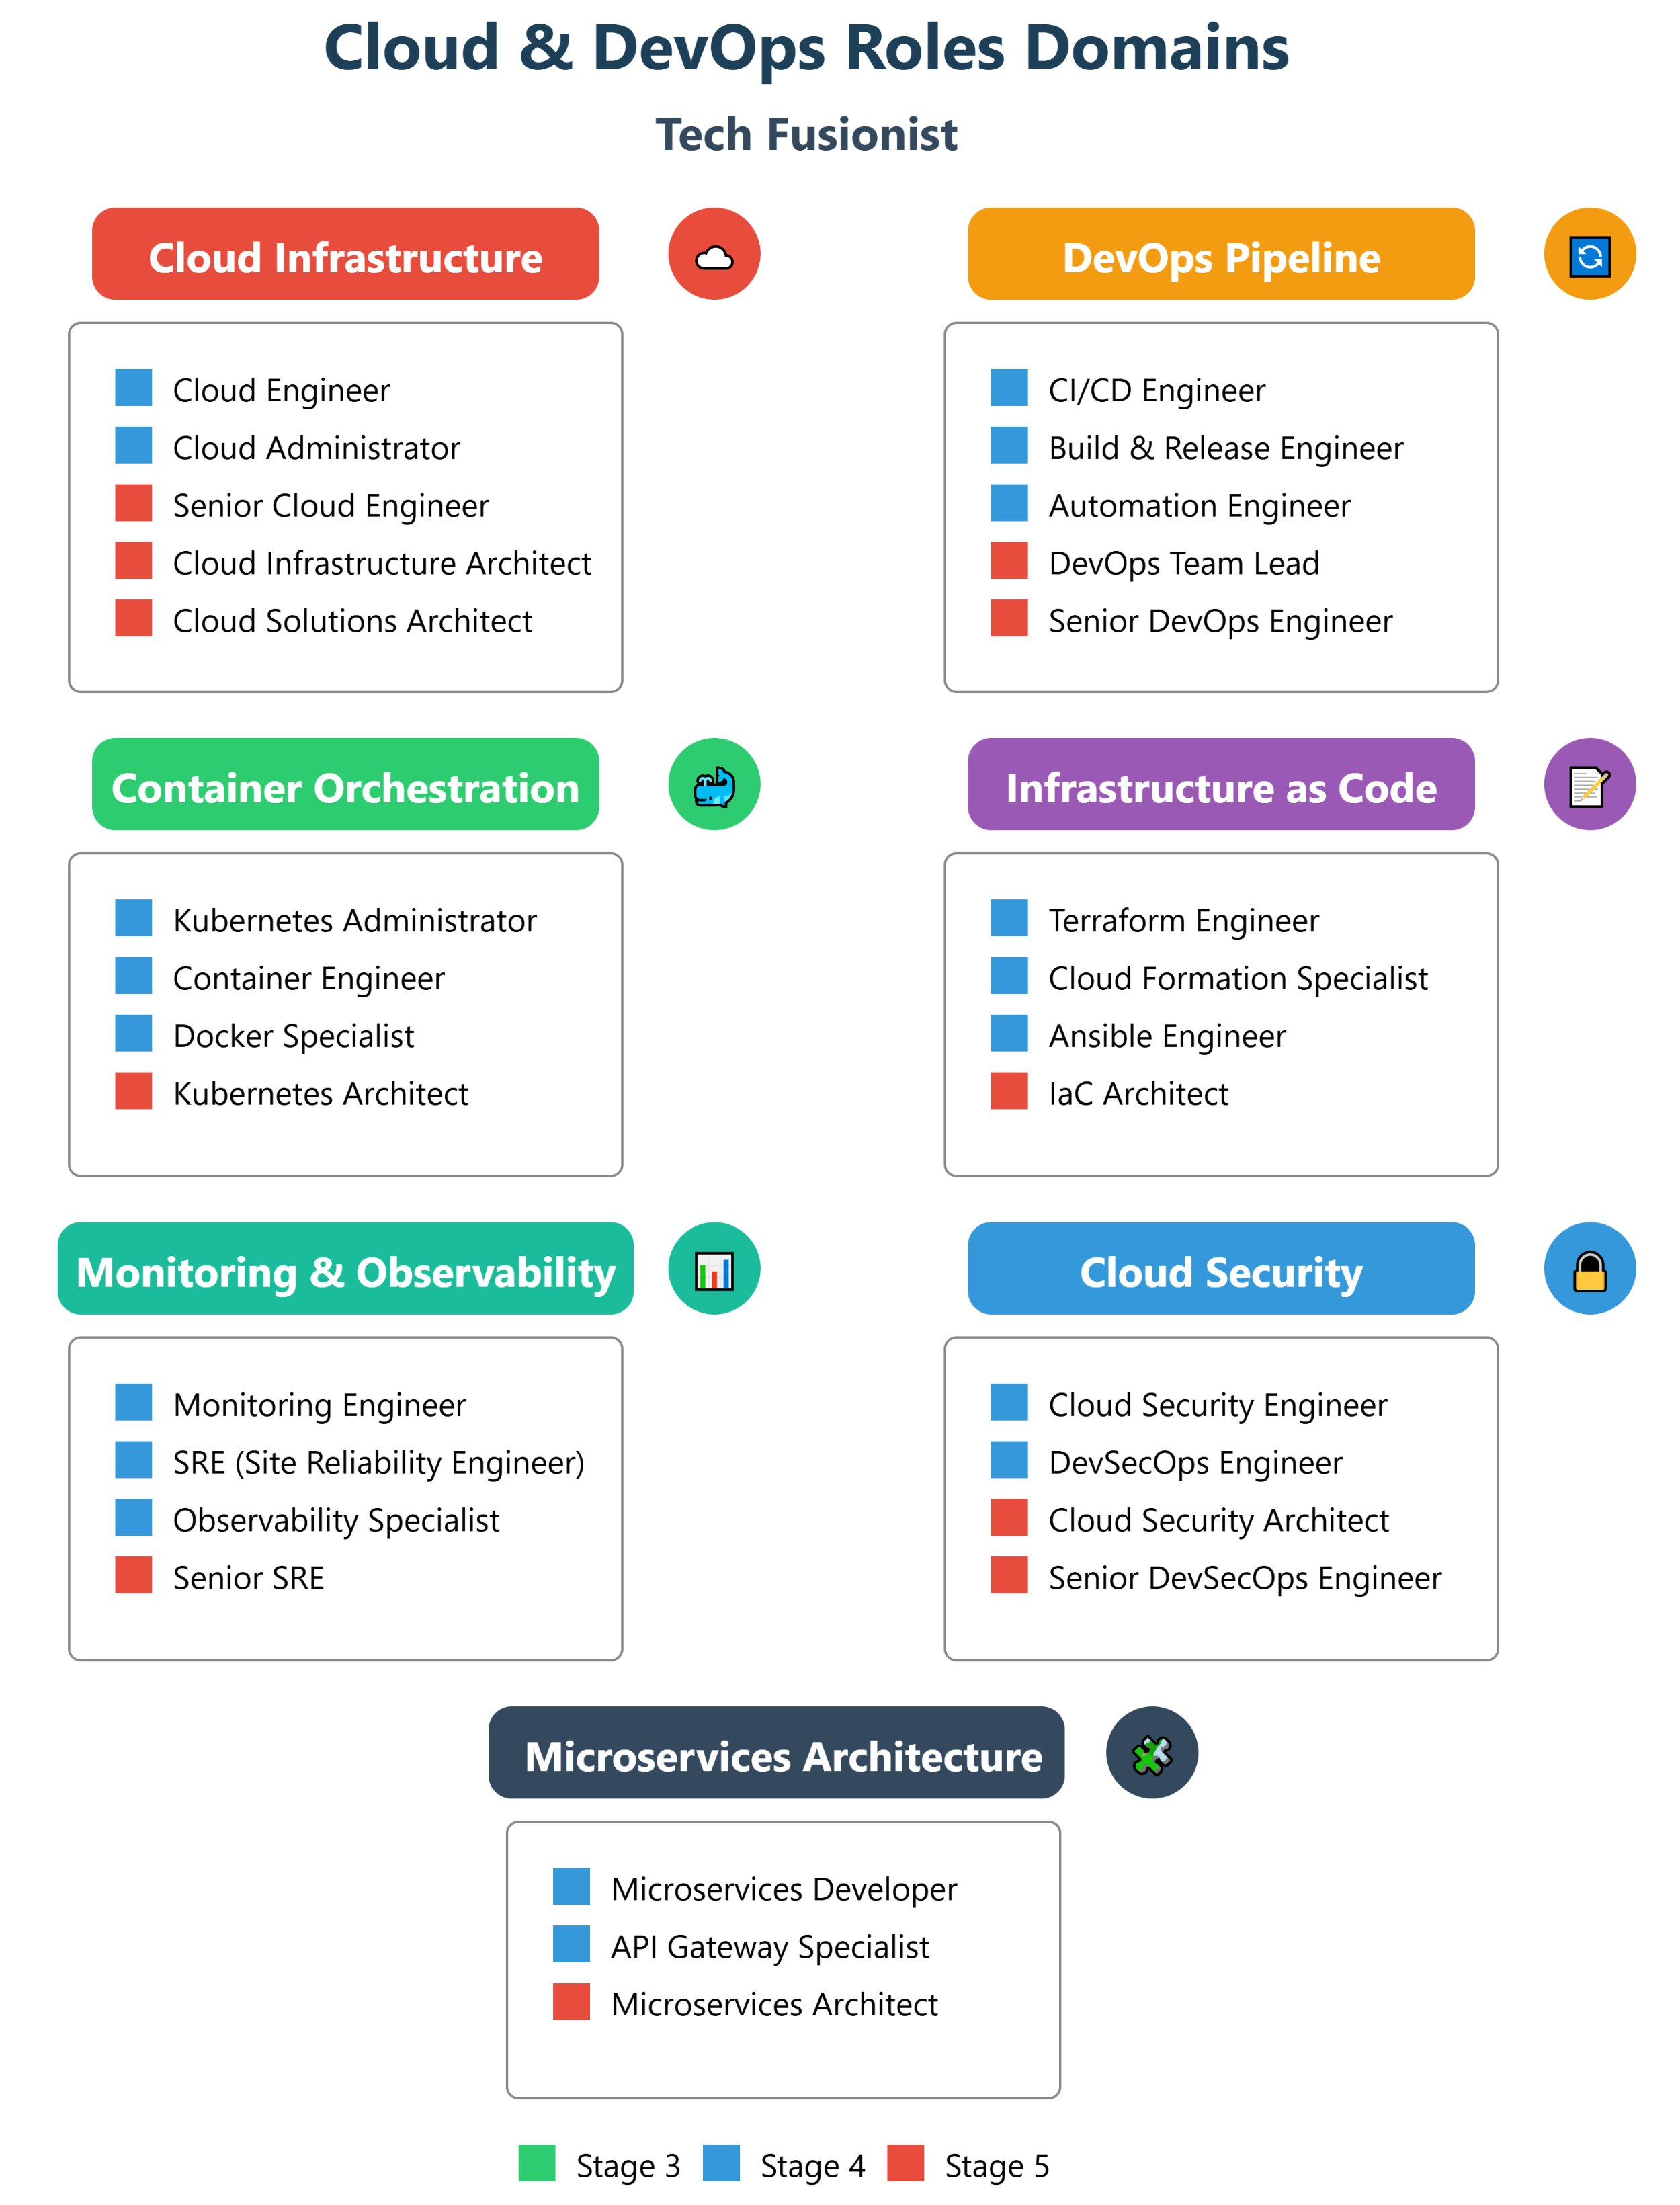 Cloud & DevOps Roles Domains
Tech Fusionist
Cloud Infrastructure
Cloud Engineer
Cloud Administrator
Senior Cloud Engineer
Cloud Infrastructure Architect
Cloud Solutions Architect
DevOps Pipeline
CI/CD Engineer
Build & Release Engineer
Automation Engineer
DevOps Team Lead
Senior DevOps Engineer
Container Orchestration
Kubernetes Administrator
Container Engineer
Docker Specialist
Kubernetes Architect
Infrastructure as Code
Terraform Engineer
Cloud Formation Specialist
Ansible Engineer
IaC Architect
Monitoring & Observability
Monitoring Engineer
SRE (Site Reliability Engineer)
Observability Specialist
Senior SRE
Cloud Security
Cloud Security Engineer
DevSecOps Engineer
Cloud Security Architect
Senior DevSecOps Engineer
Microservices Architecture
Microservices Developer
API Gateway Specialist
Microservices Architect
Stage 3
Stage 4
Stage 5